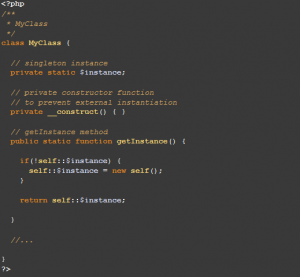 <?php
/**
 * MyClass
 */
class MyClass {
// singleton instance
private static $instance;
// private constructor function
// to prevent external instantiation
private __construct() { }
// getInstance method
public static function getInstance() {
if(!self::$instance) {
self::$instance = new self();
}
return self::$instance;
}
//...
}
?>